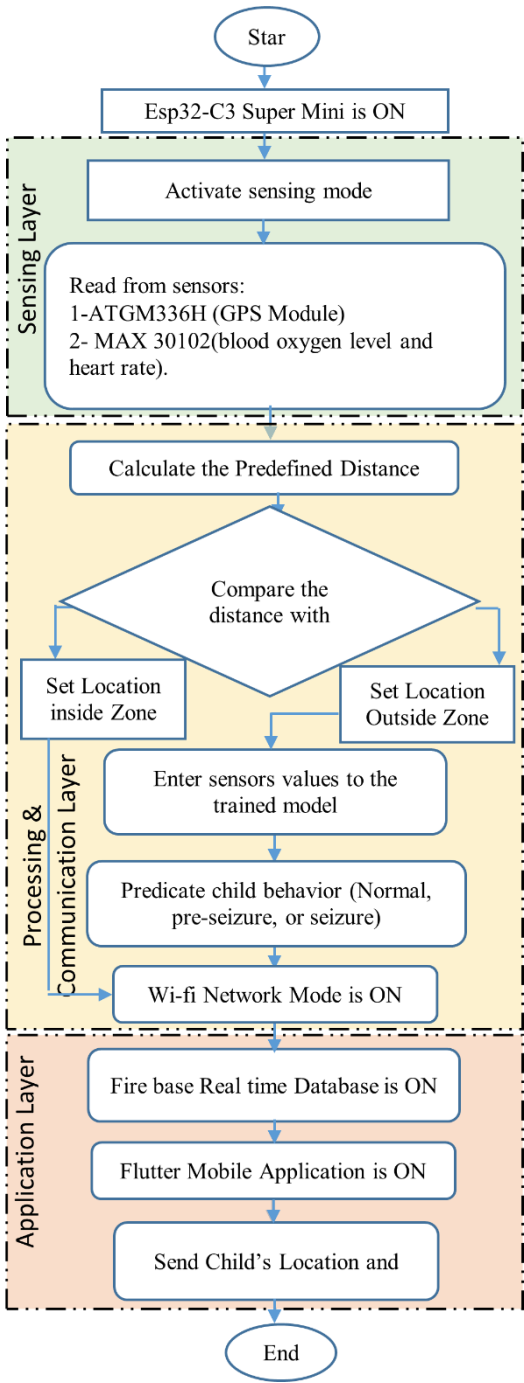 Star
Esp32-C3 Super Mini is ON
Sensing Layer
Activate sensing mode
Read from sensors:
1-ATGM336H (GPS Module)
2- MAX 30102(blood oxygen level and
heart rate).
Processing &
Communication Layer
Calculate the Predefined Distance
Compare the
distance with
Set Location
inside Zone
Set Location
Outside Zone
Enter sensors values to the
trained model
Predicate child behavior (Normal,
pre-seizure, or seizure)
Wi-fi Network Mode is ON
Application Layer
Fire base Real time Database is ON
Flutter Mobile Application is ON
Send Child’s Location and
End